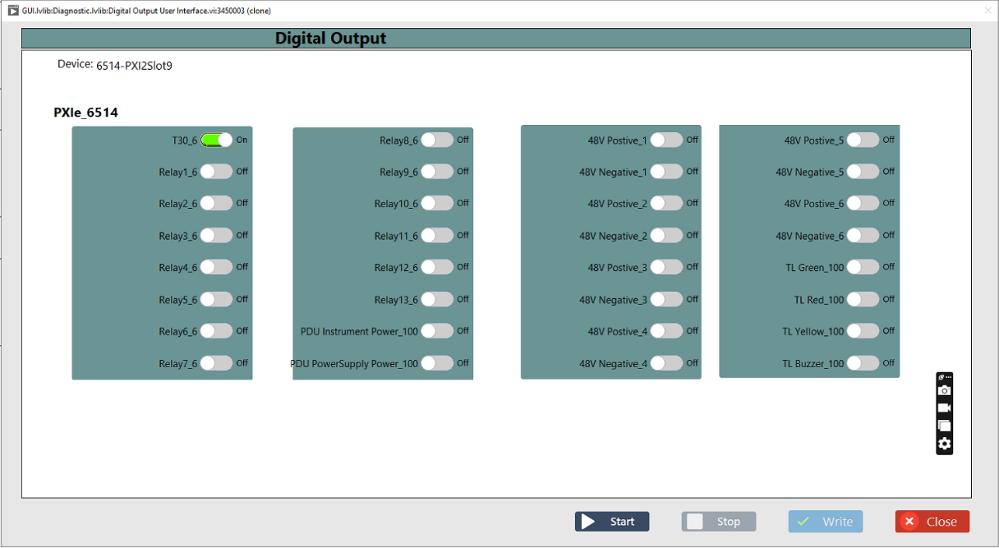 GUI.lvlib:Diagnostic.lvlib:Digital Output User Interface.vi:3450003 (clone)
Digital Output
Device: 6514-PXI2Slot9
PXIe_6514
T30_6 On
Relay1_6 Off
Relay2_6 Off
Relay3_6 Off
Relay4_6 Off
Relay5_6 Off
Relay6_6 Off
Relay7_6 Off
Relay8_6 Off
Relay9_6 Off
Relay10_6 Off
Relay11_6 Off
Relay12_6 Off
Relay13_6 Off
PDU Instrument Power_100 Off
PDU PowerSupply Power_100 Off
48V Postive_1 Off
48V Negative_1 Off
48V Postive_2 Off
48V Negative_2 Off
48V Postive_3 Off
48V Negative_3 Off
48V Postive_4 Off
48V Negative_4 Off
48V Postive_5 Off
48V Negative_5 Off
48V Postive_6 Off
48V Negative_6 Off
TL Green_100 Off
TL Red_100 Off
TL Yellow_100 Off
TL Buzzer_100 Off
Start Stop Write Close